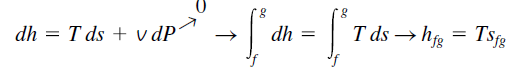 dh = T ds + v dP↗0 → ∫_f^g dh = ∫_f^g T ds → h_fg = Ts_fg